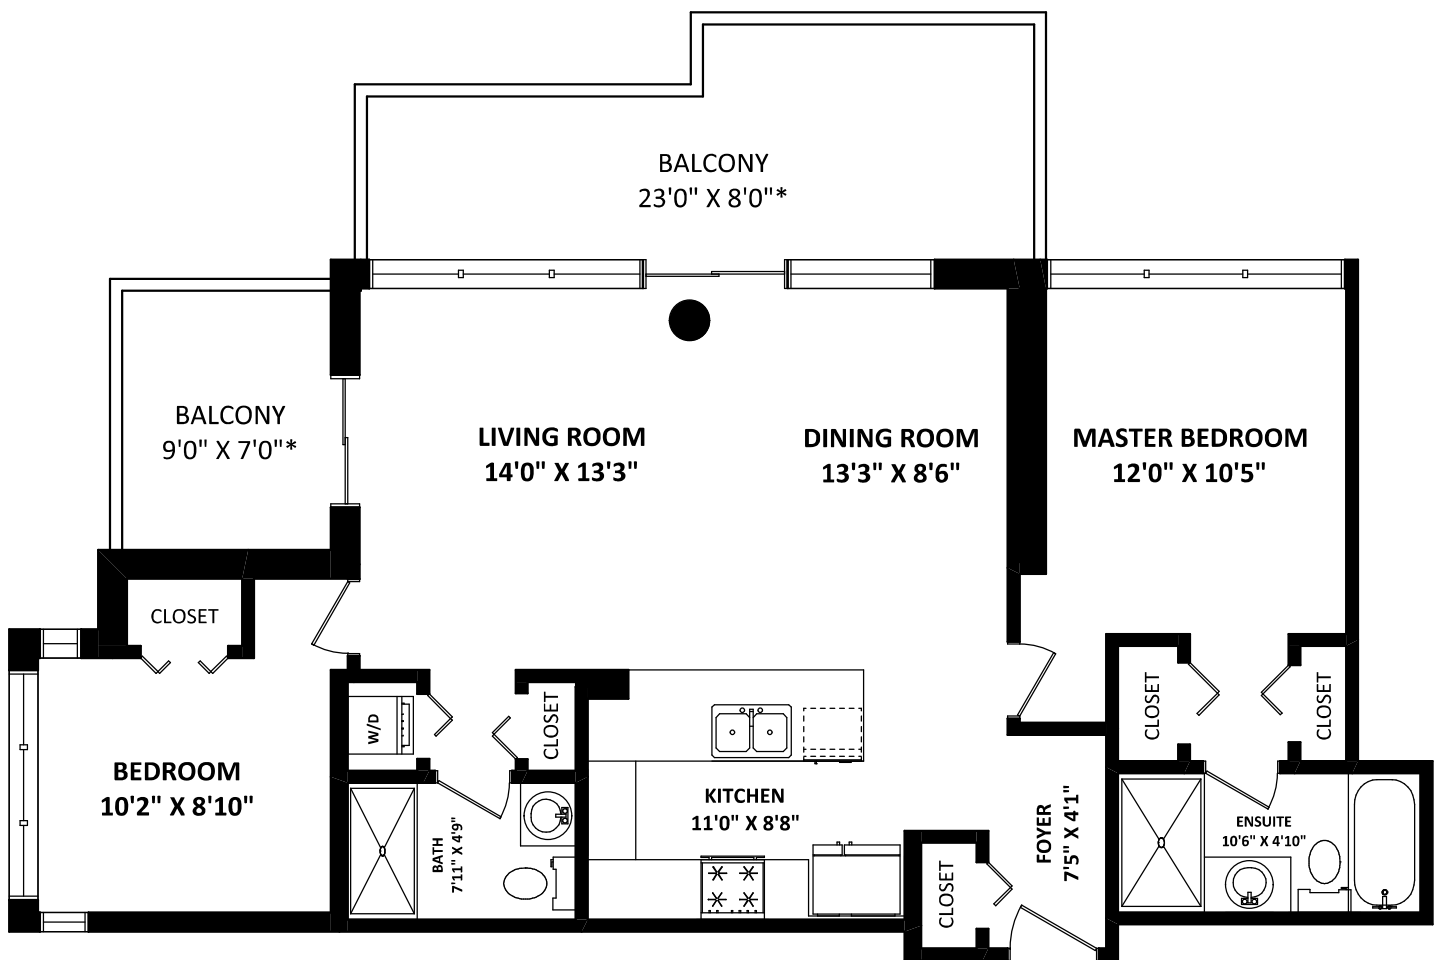 BALCONY
23'0" X 8'0"*
BALCONY
9'0" X 7'0"*
LIVING ROOM
14'0" X 13'3"
DINING ROOM
13'3" X 8'6"
MASTER BEDROOM
12'0" X 10'5"
CLOSET
W/D
CLOSET
CLOSET
CLOSET
BEDROOM
10'2" X 8'10"
KITCHEN
11'0" X 8'8"
BATH
7'11" X 4'9"
FOYER
7'5" X 4'1"
ENSUITE
10'6" X 4'10"
CLOSET